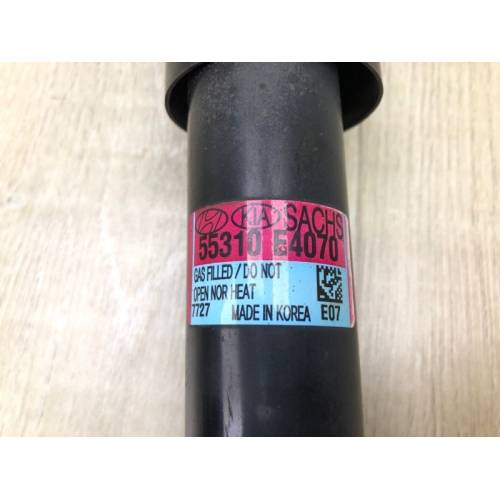 KIA SACHS
55310 E4070
GAS FILLED / DO NOT
OPEN NOR HEAT
7727 MADE IN KOREA E07